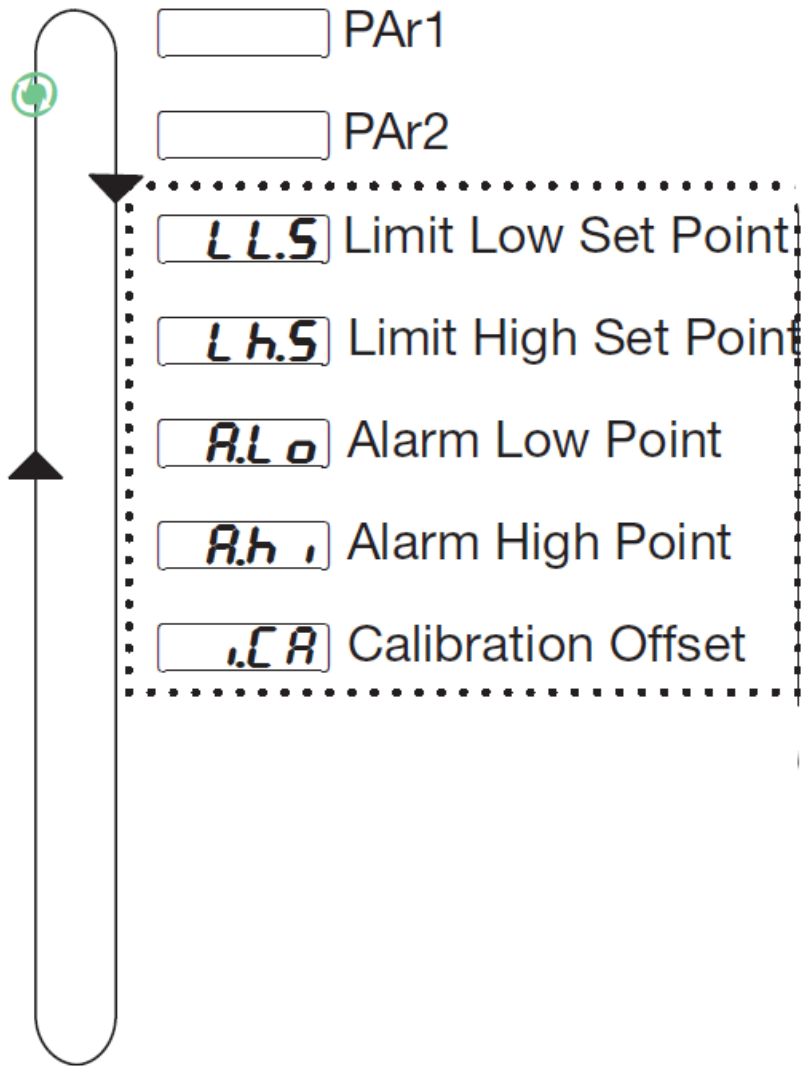 PAr1
PAr2
LL.S Limit Low Set Point
Lh.S Limit High Set Point
A.Lo Alarm Low Point
A.hi Alarm High Point
i.CA Calibration Offset